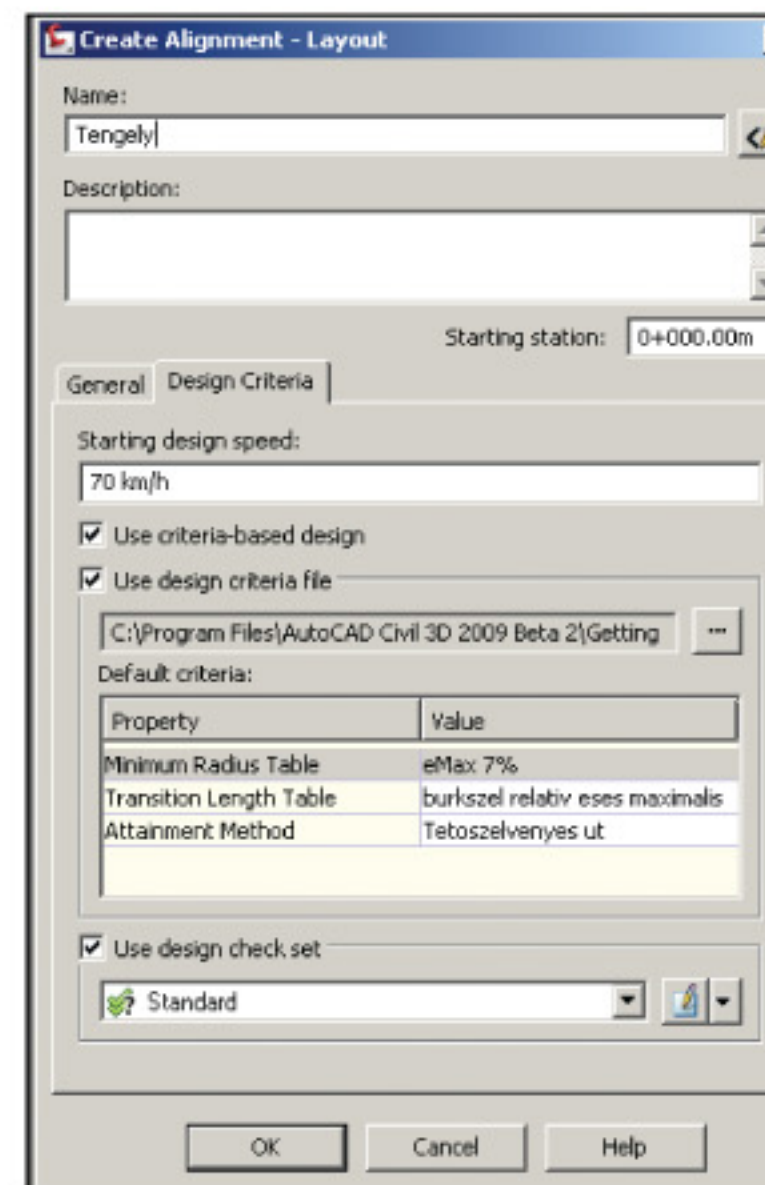 Create Alignment - Layout
Name:
Tengely
Description:
Starting station: 0+000.00m
General Design Criteria
Starting design speed:
70 km/h
Use criteria-based design
Use design criteria file
C:\Program Files\AutoCAD Civil 3D 2009 Beta 2\Getting ...
Default criteria:
Property Value
Minimum Radius Table eMax 7%
Transition Length Table burkszel relativ eses maximalis
Attainment Method Tetoszelvenyes ut
Use design check set
Standard
OK Cancel Help